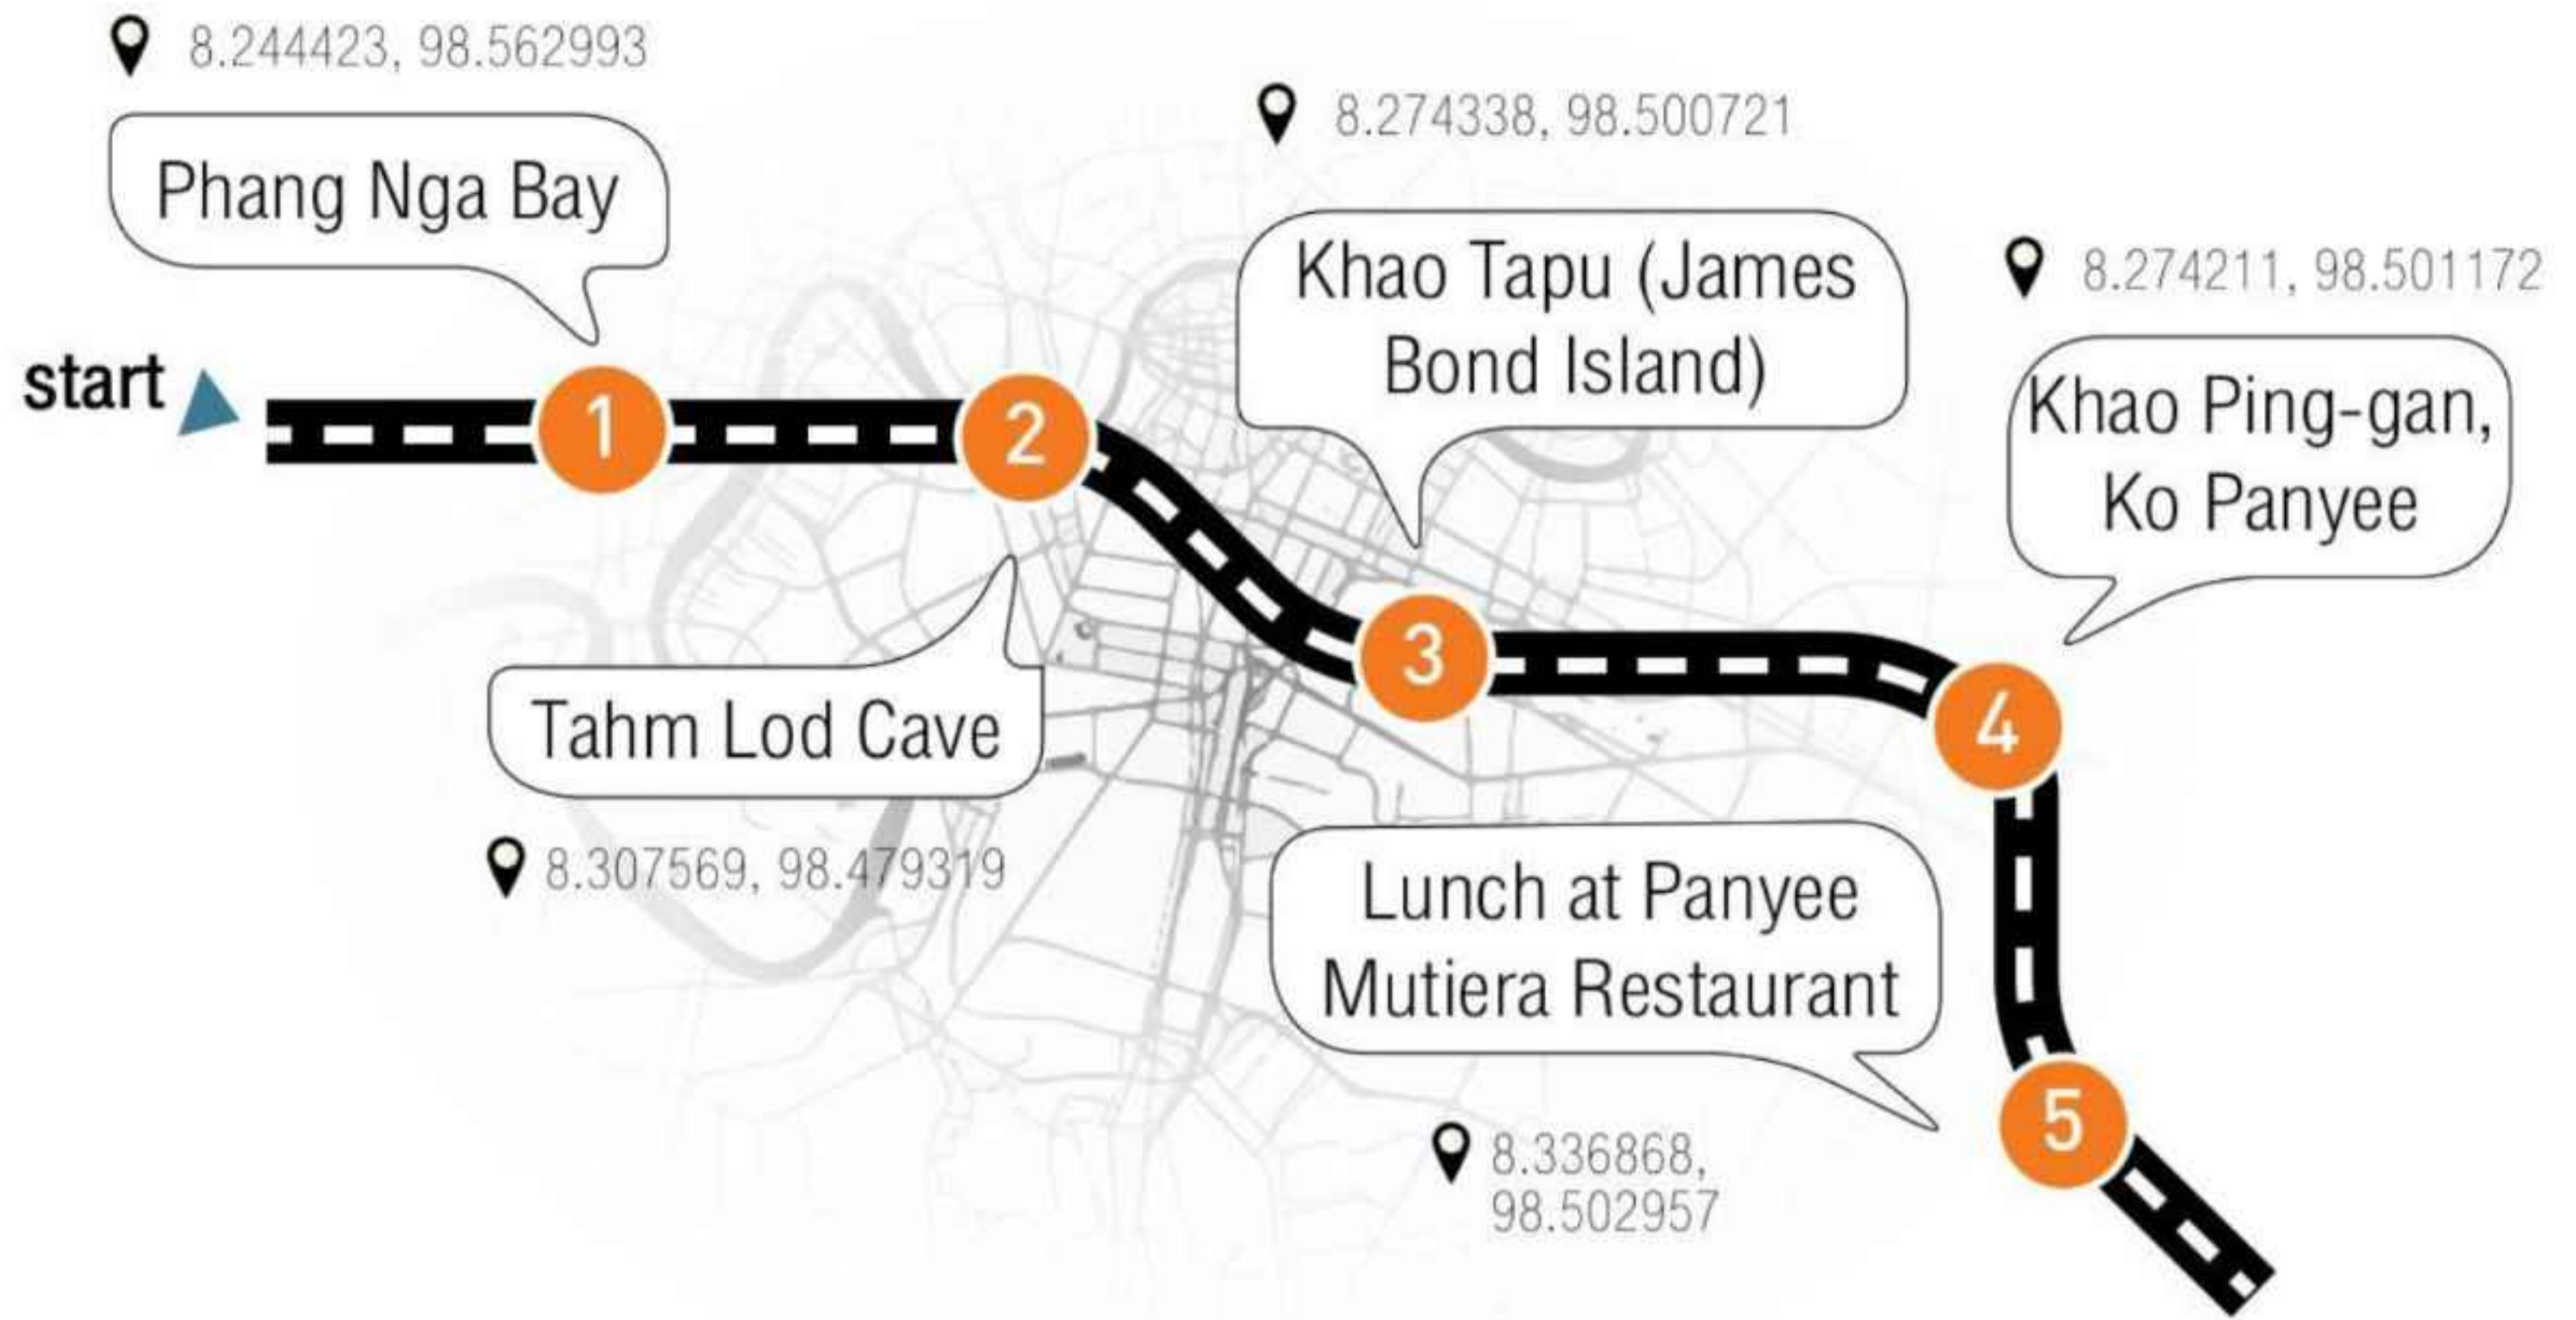 8.244423, 98.562993
Phang Nga Bay
start
1
2
Tahm Lod Cave
8.307569, 98.479319
8.274338, 98.500721
Khao Tapu (James
Bond Island)
3
8.274211, 98.501172
Khao Ping-gan,
Ko Panyee
4
Lunch at Panyee
Mutiera Restaurant
8.336868,
98.502957
5